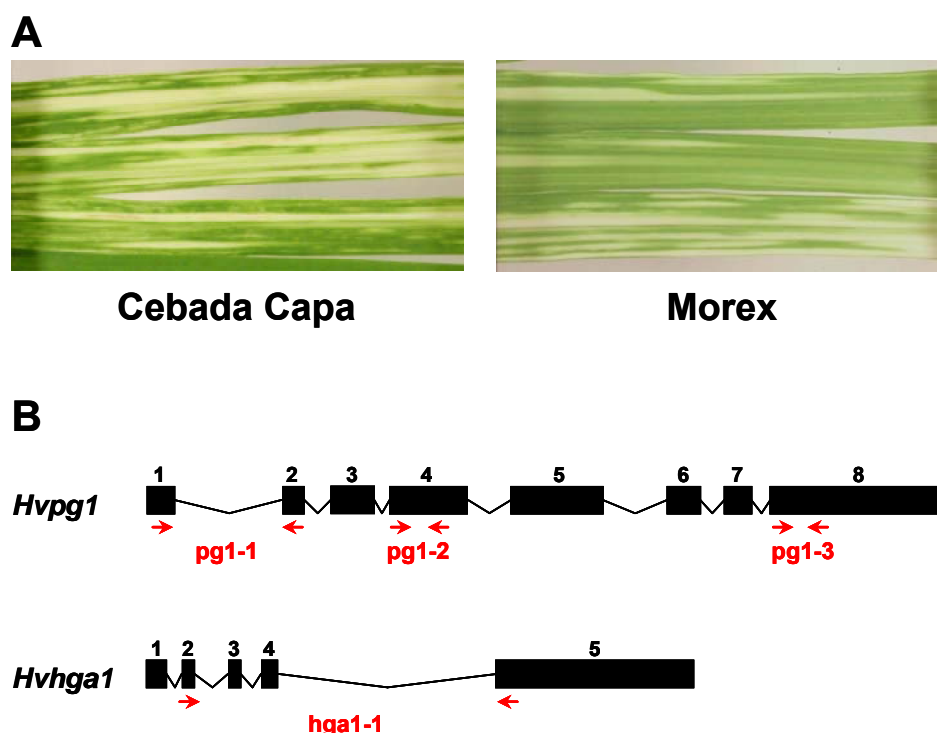 A
Cebada Capa Morex
B
1 2 3 4 5 6 7 8
Hvpg1
pg1-1 pg1-2 pg1-3
1 2 3 4 5
Hvhga1
hga1-1